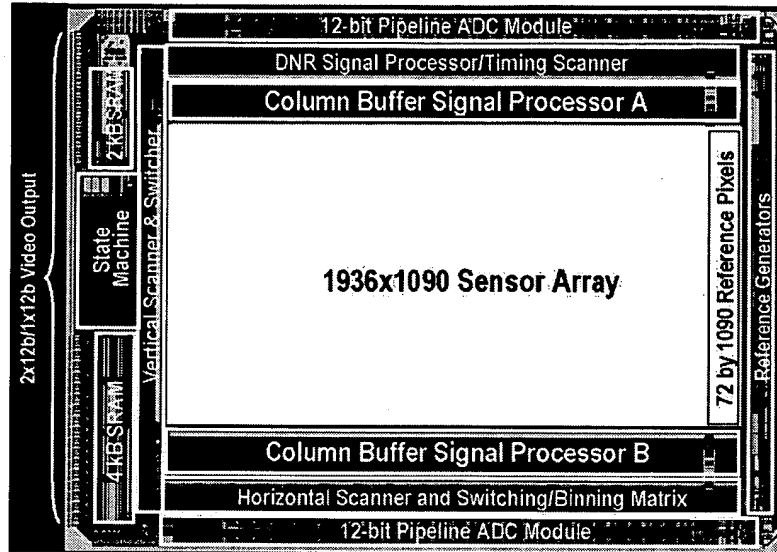 12-bit Pipeline ADC Module
DNR Signal Processor/Timing Scanner
Column Buffer Signal Processor A
2x12b/1x12b Video Output
2 kB SRAM
State
Machine
4 kB SRAM
Vertical Scanner & Switcher
1936x1090 Sensor Array
72 by 1090 Reference Pixels
Reference Generators
Column Buffer Signal Processor B
Horizontal Scanner and Switching/Binning Matrix
12-bit Pipeline ADC Module